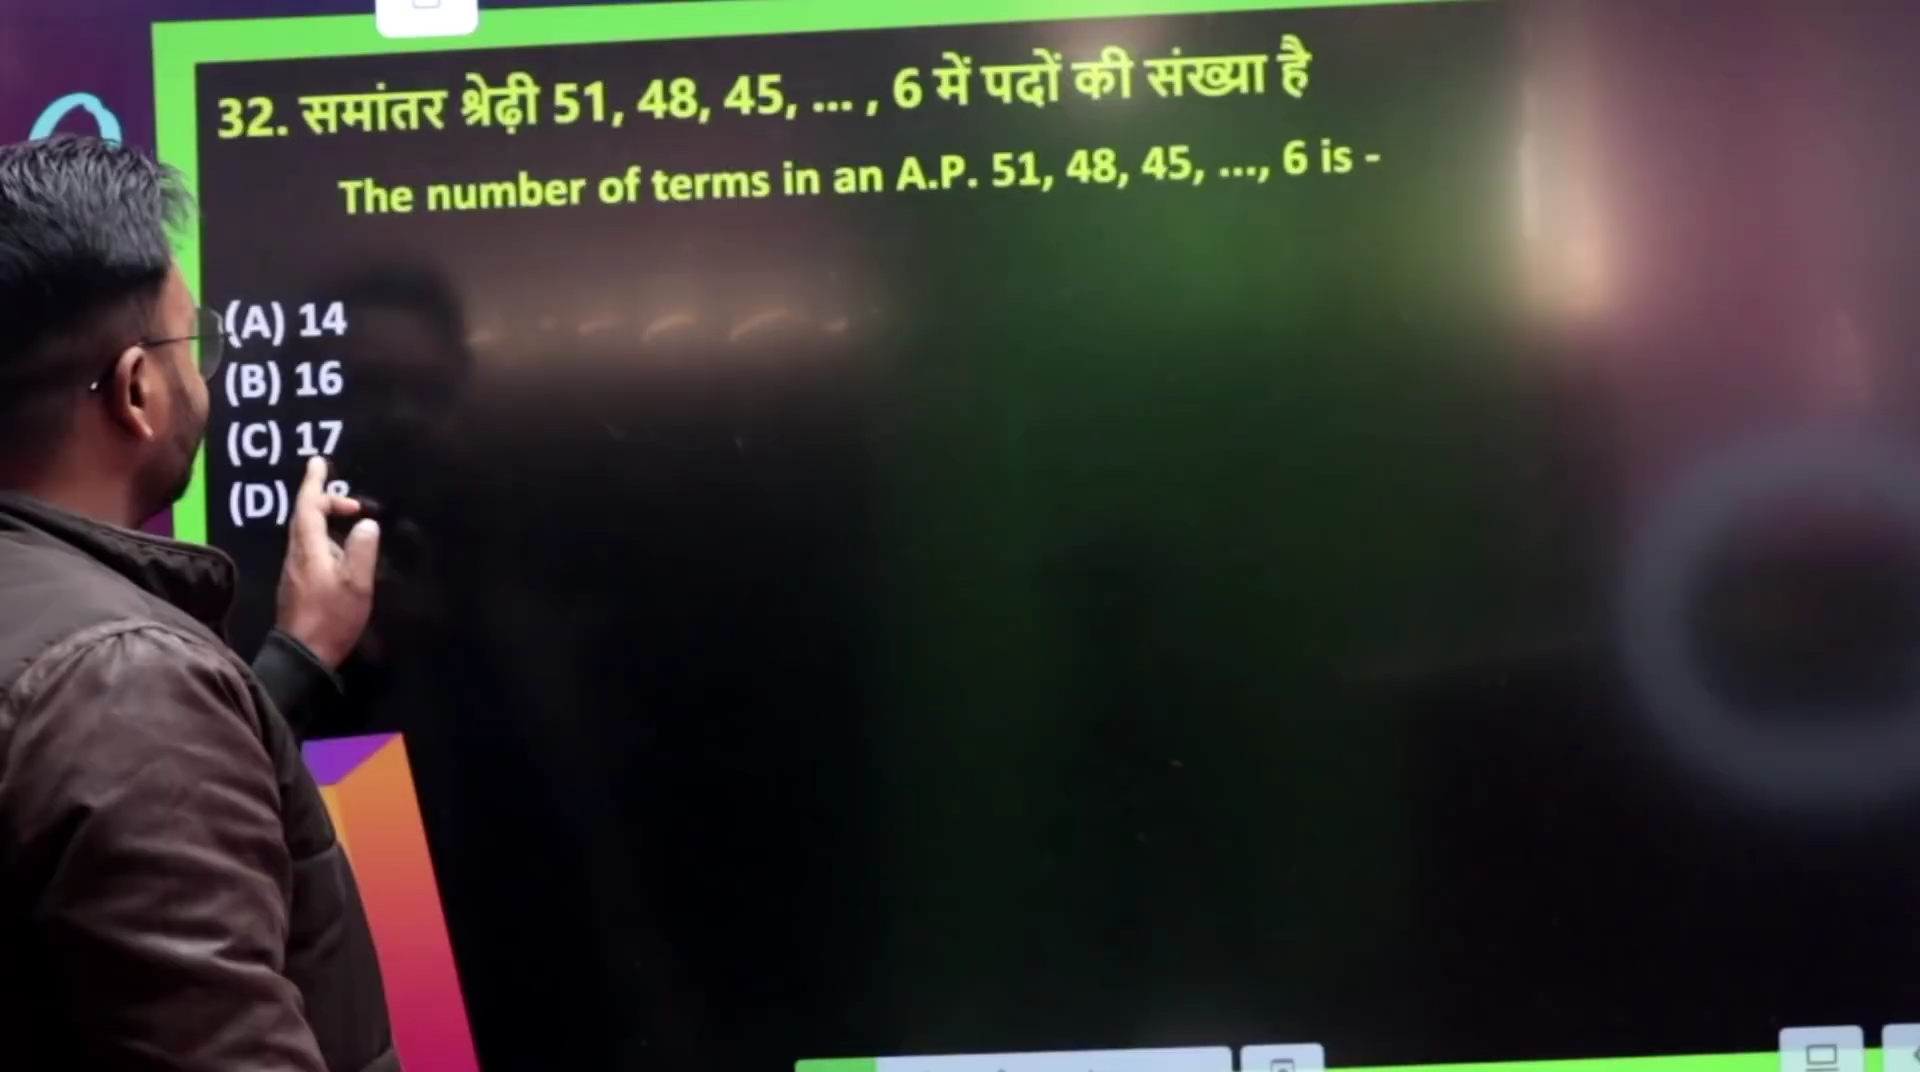 32. समांतर श्रेढ़ी 51, 48, 45, ... , 6 में पदों की संख्या है
The number of terms in an A.P. 51, 48, 45, ..., 6 is -
(A) 14
(B) 16
(C) 17
(D)